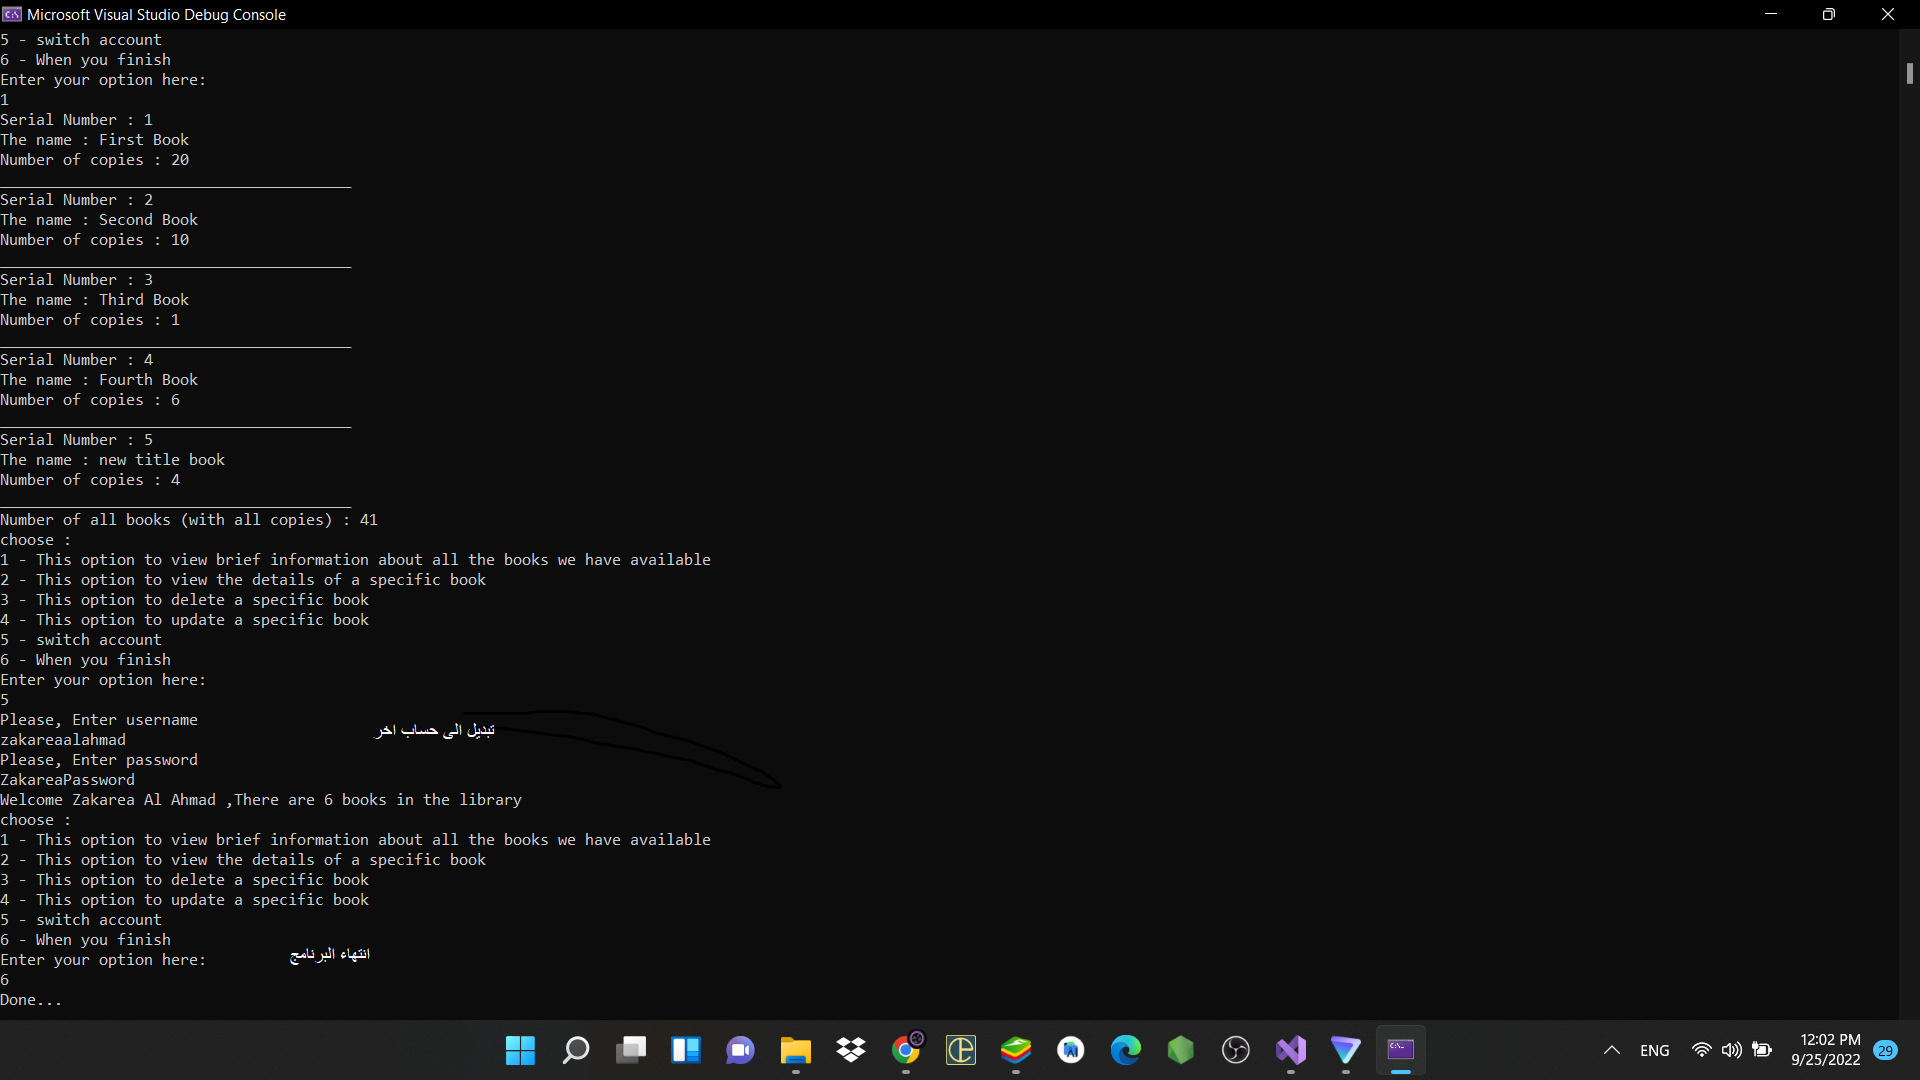 Microsoft Visual Studio Debug Console
5 - switch account
6 - When you finish
Enter your option here:
1
Serial Number : 1
The name : First Book
Number of copies : 20
_______________________________________
Serial Number : 2
The name : Second Book
Number of copies : 10
_______________________________________
Serial Number : 3
The name : Third Book
Number of copies : 1
_______________________________________
Serial Number : 4
The name : Fourth Book
Number of copies : 6
_______________________________________
Serial Number : 5
The name : new title book
Number of copies : 4
_______________________________________
Number of all books (with all copies) : 41
choose :
1 - This option to view brief information about all the books we have available
2 - This option to view the details of a specific book
3 - This option to delete a specific book
4 - This option to update a specific book
5 - switch account
6 - When you finish
Enter your option here:
5
Please, Enter username
تبديل الى حساب اخر
zakareaalahmad
Please, Enter password
ZakareaPassword
Welcome Zakarea Al Ahmad ,There are 6 books in the library
choose :
1 - This option to view brief information about all the books we have available
2 - This option to view the details of a specific book
3 - This option to delete a specific book
4 - This option to update a specific book
5 - switch account
6 - When you finish
Enter your option here:
انتهاء البرنامج
6
Done...
ENG
12:02 PM
9/25/2022
29